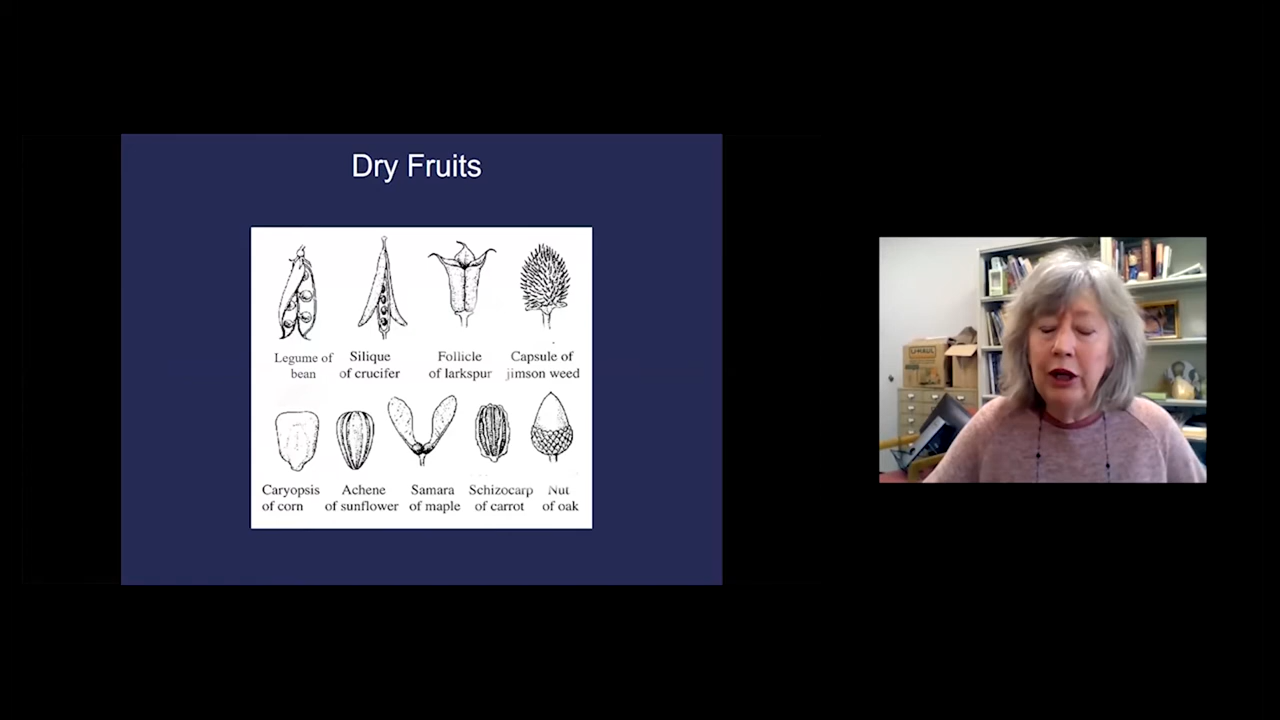 Dry Fruits
Legume of
bean
Silique
of crucifer
Follicle
of larkspur
Capsule of
jimson weed
Caryopsis
of corn
Achene
of sunflower
Samara
of maple
Schizocarp
of carrot
Nut
of oak
U-HAUL